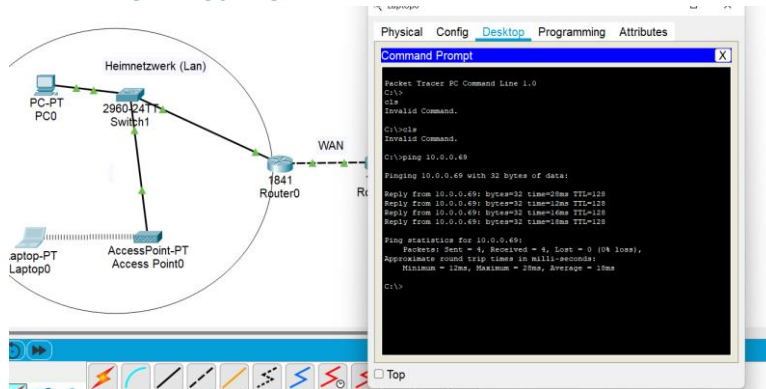 Laptop0
Physical Config Desktop Programming Attributes
Command Prompt
X
Packet Tracer PC Command Line 1.0
C:\>
cls
Invalid Command.
C:\>cls
Invalid Command.
C:\>ping 10.0.0.69
Pinging 10.0.0.69 with 32 bytes of data:
Reply from 10.0.0.69: bytes=32 time=28ms TTL=128
Reply from 10.0.0.69: bytes=32 time=12ms TTL=128
Reply from 10.0.0.69: bytes=32 time=16ms TTL=128
Reply from 10.0.0.69: bytes=32 time=18ms TTL=128
Ping statistics for 10.0.0.69:
Packets: Sent = 4, Received = 4, Lost = 0 (0% loss),
Approximate round trip times in milli-seconds:
Minimum = 12ms, Maximum = 28ms, Average = 18ms
C:\>
Top
Heimnetzwerk (Lan)
PC-PT
PC0
2960-24TT
Switch1
WAN
1841
Router0
Ro
aptop-PT
Laptop0
AccessPoint-PT
Access Point0